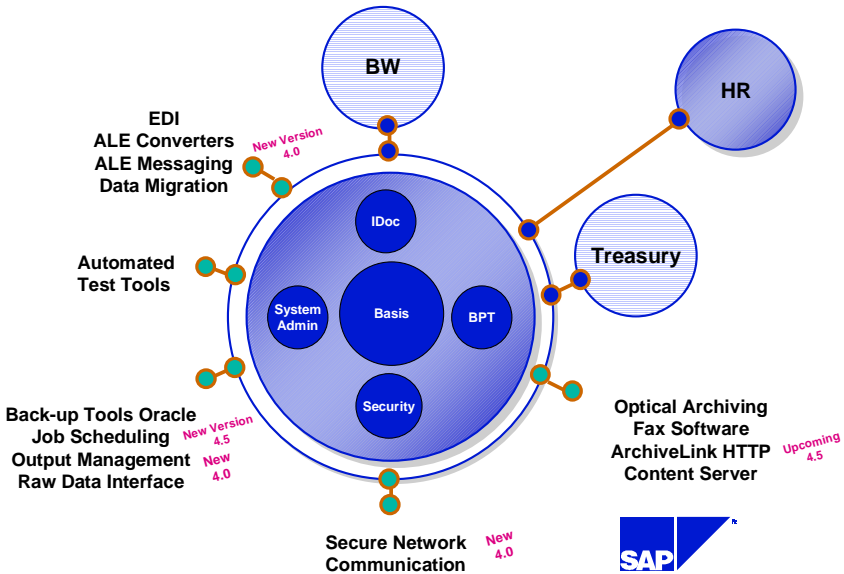 BW
HR
EDI
ALE Converters
ALE Messaging
Data Migration
New Version
4.0
IDoc
Automated
Test Tools
Treasury
System
Admin
Basis
BPT
Security
Back-up Tools Oracle
Job Scheduling
Output Management
Raw Data Interface
New Version
4.5
New
4.0
Optical Archiving
Fax Software
ArchiveLink HTTP
Content Server
Upcoming
4.5
Secure Network
Communication
New
4.0
SAP